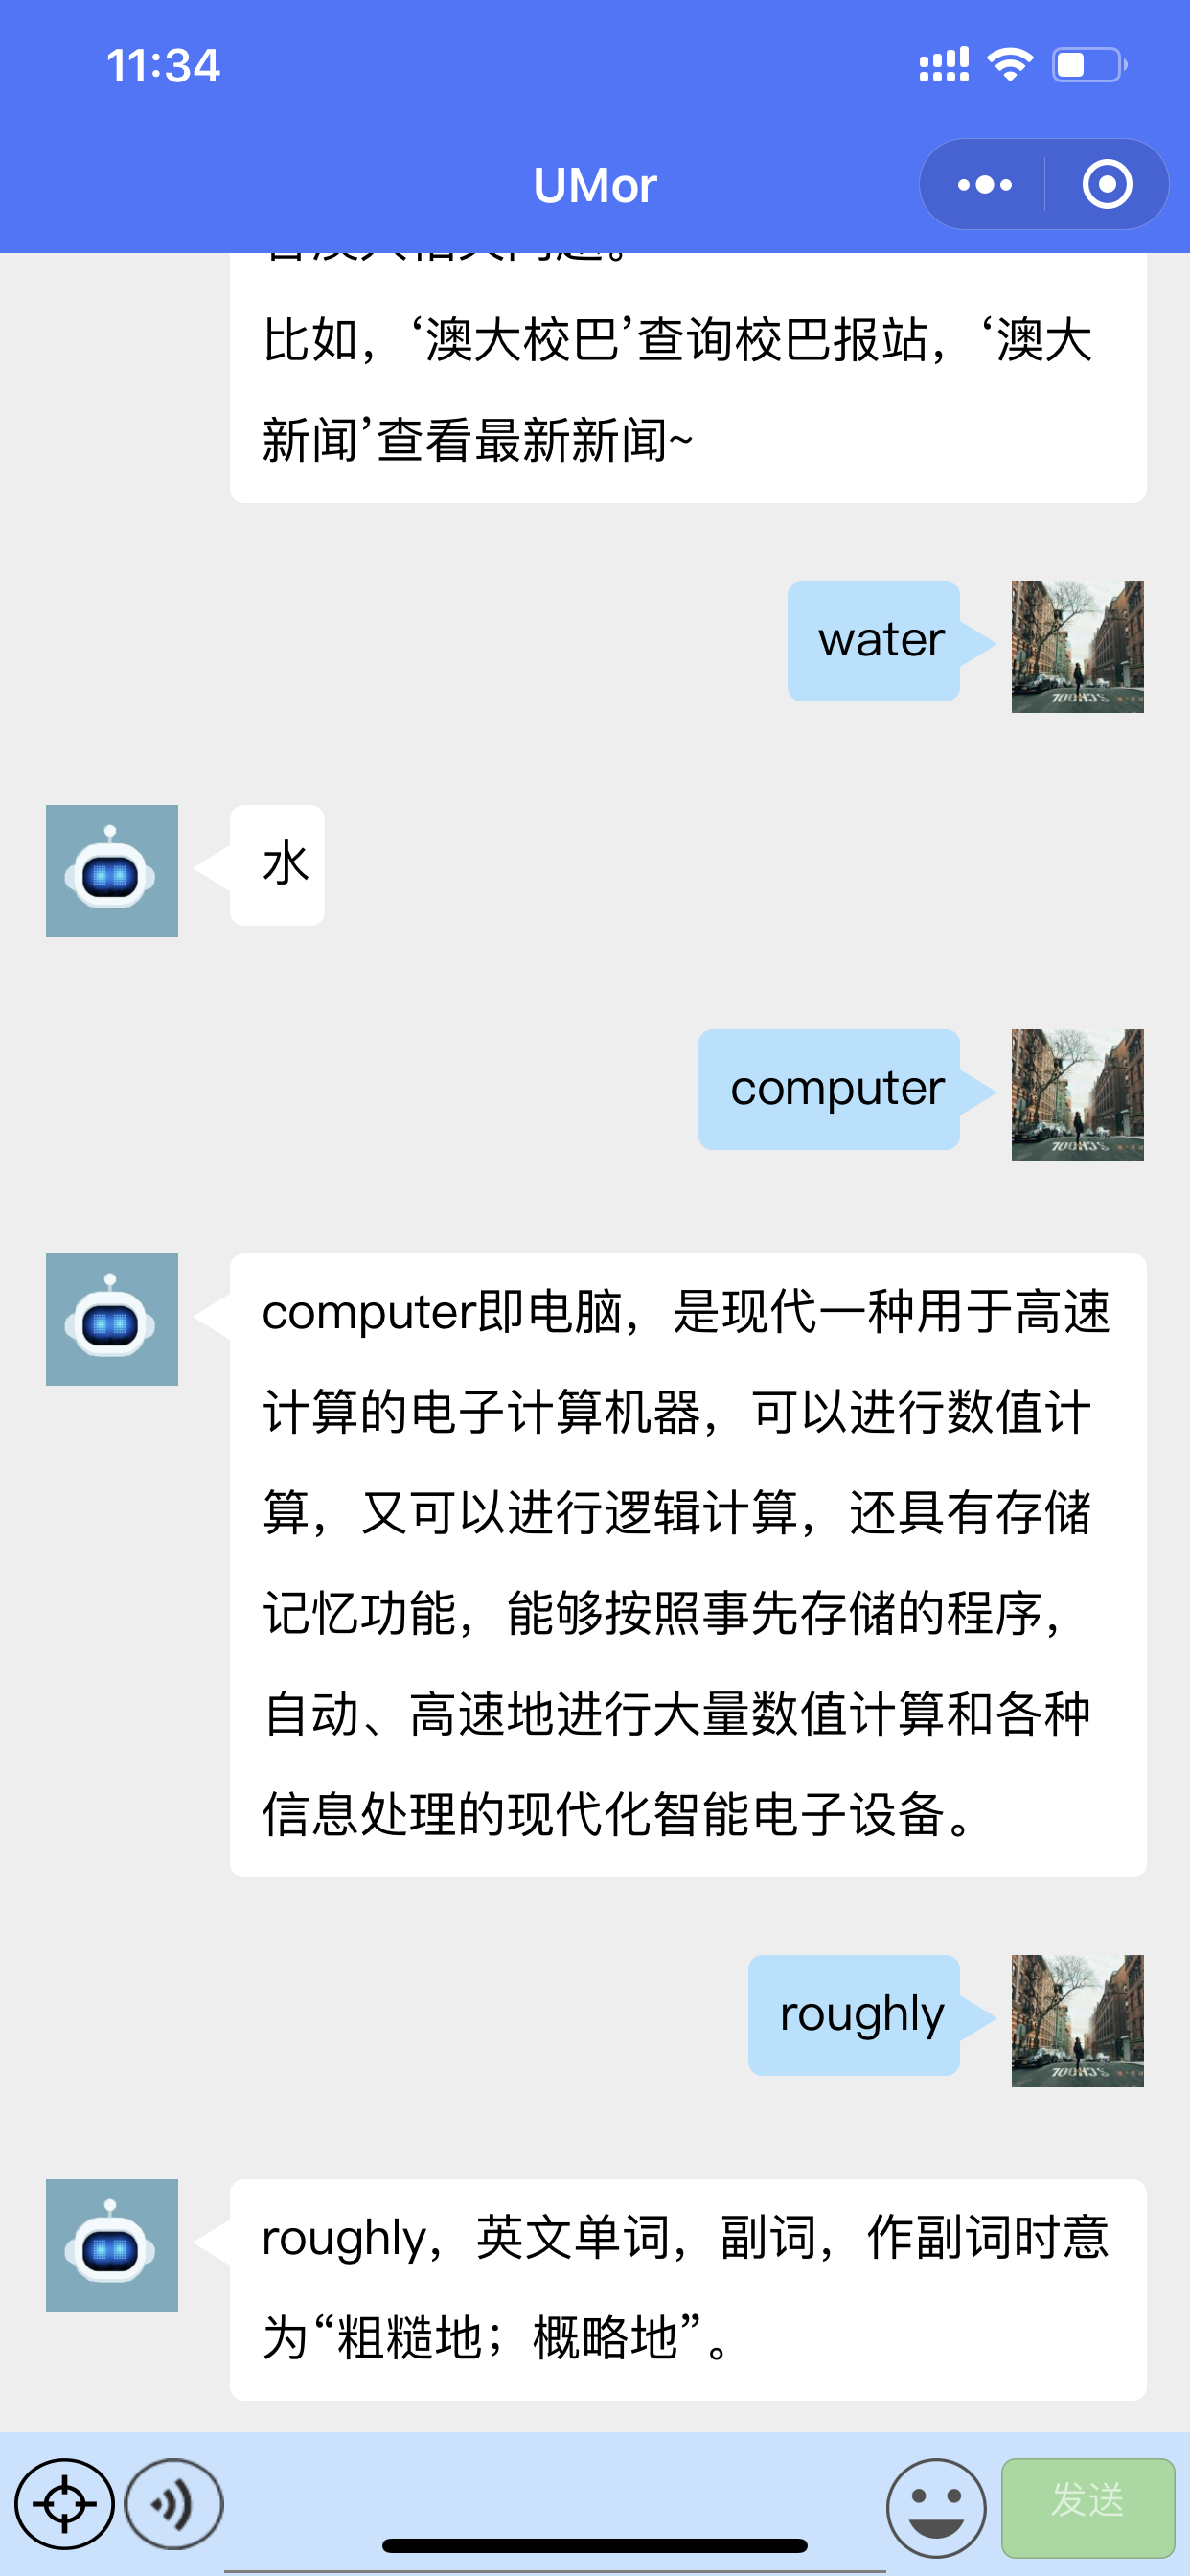 11:34
UMor
比如，‘澳大校巴’查询校巴报站，‘澳大
新闻’查看最新新闻~
water
水
computer
computer即电脑，是现代一种用于高速
计算的电子计算机器，可以进行数值计
算，又可以进行逻辑计算，还具有存储
记忆功能，能够按照事先存储的程序，
自动、高速地进行大量数值计算和各种
信息处理的现代化智能电子设备。
roughly
roughly，英文单词，副词，作副词时意
为“粗糙地；概略地”。
发送